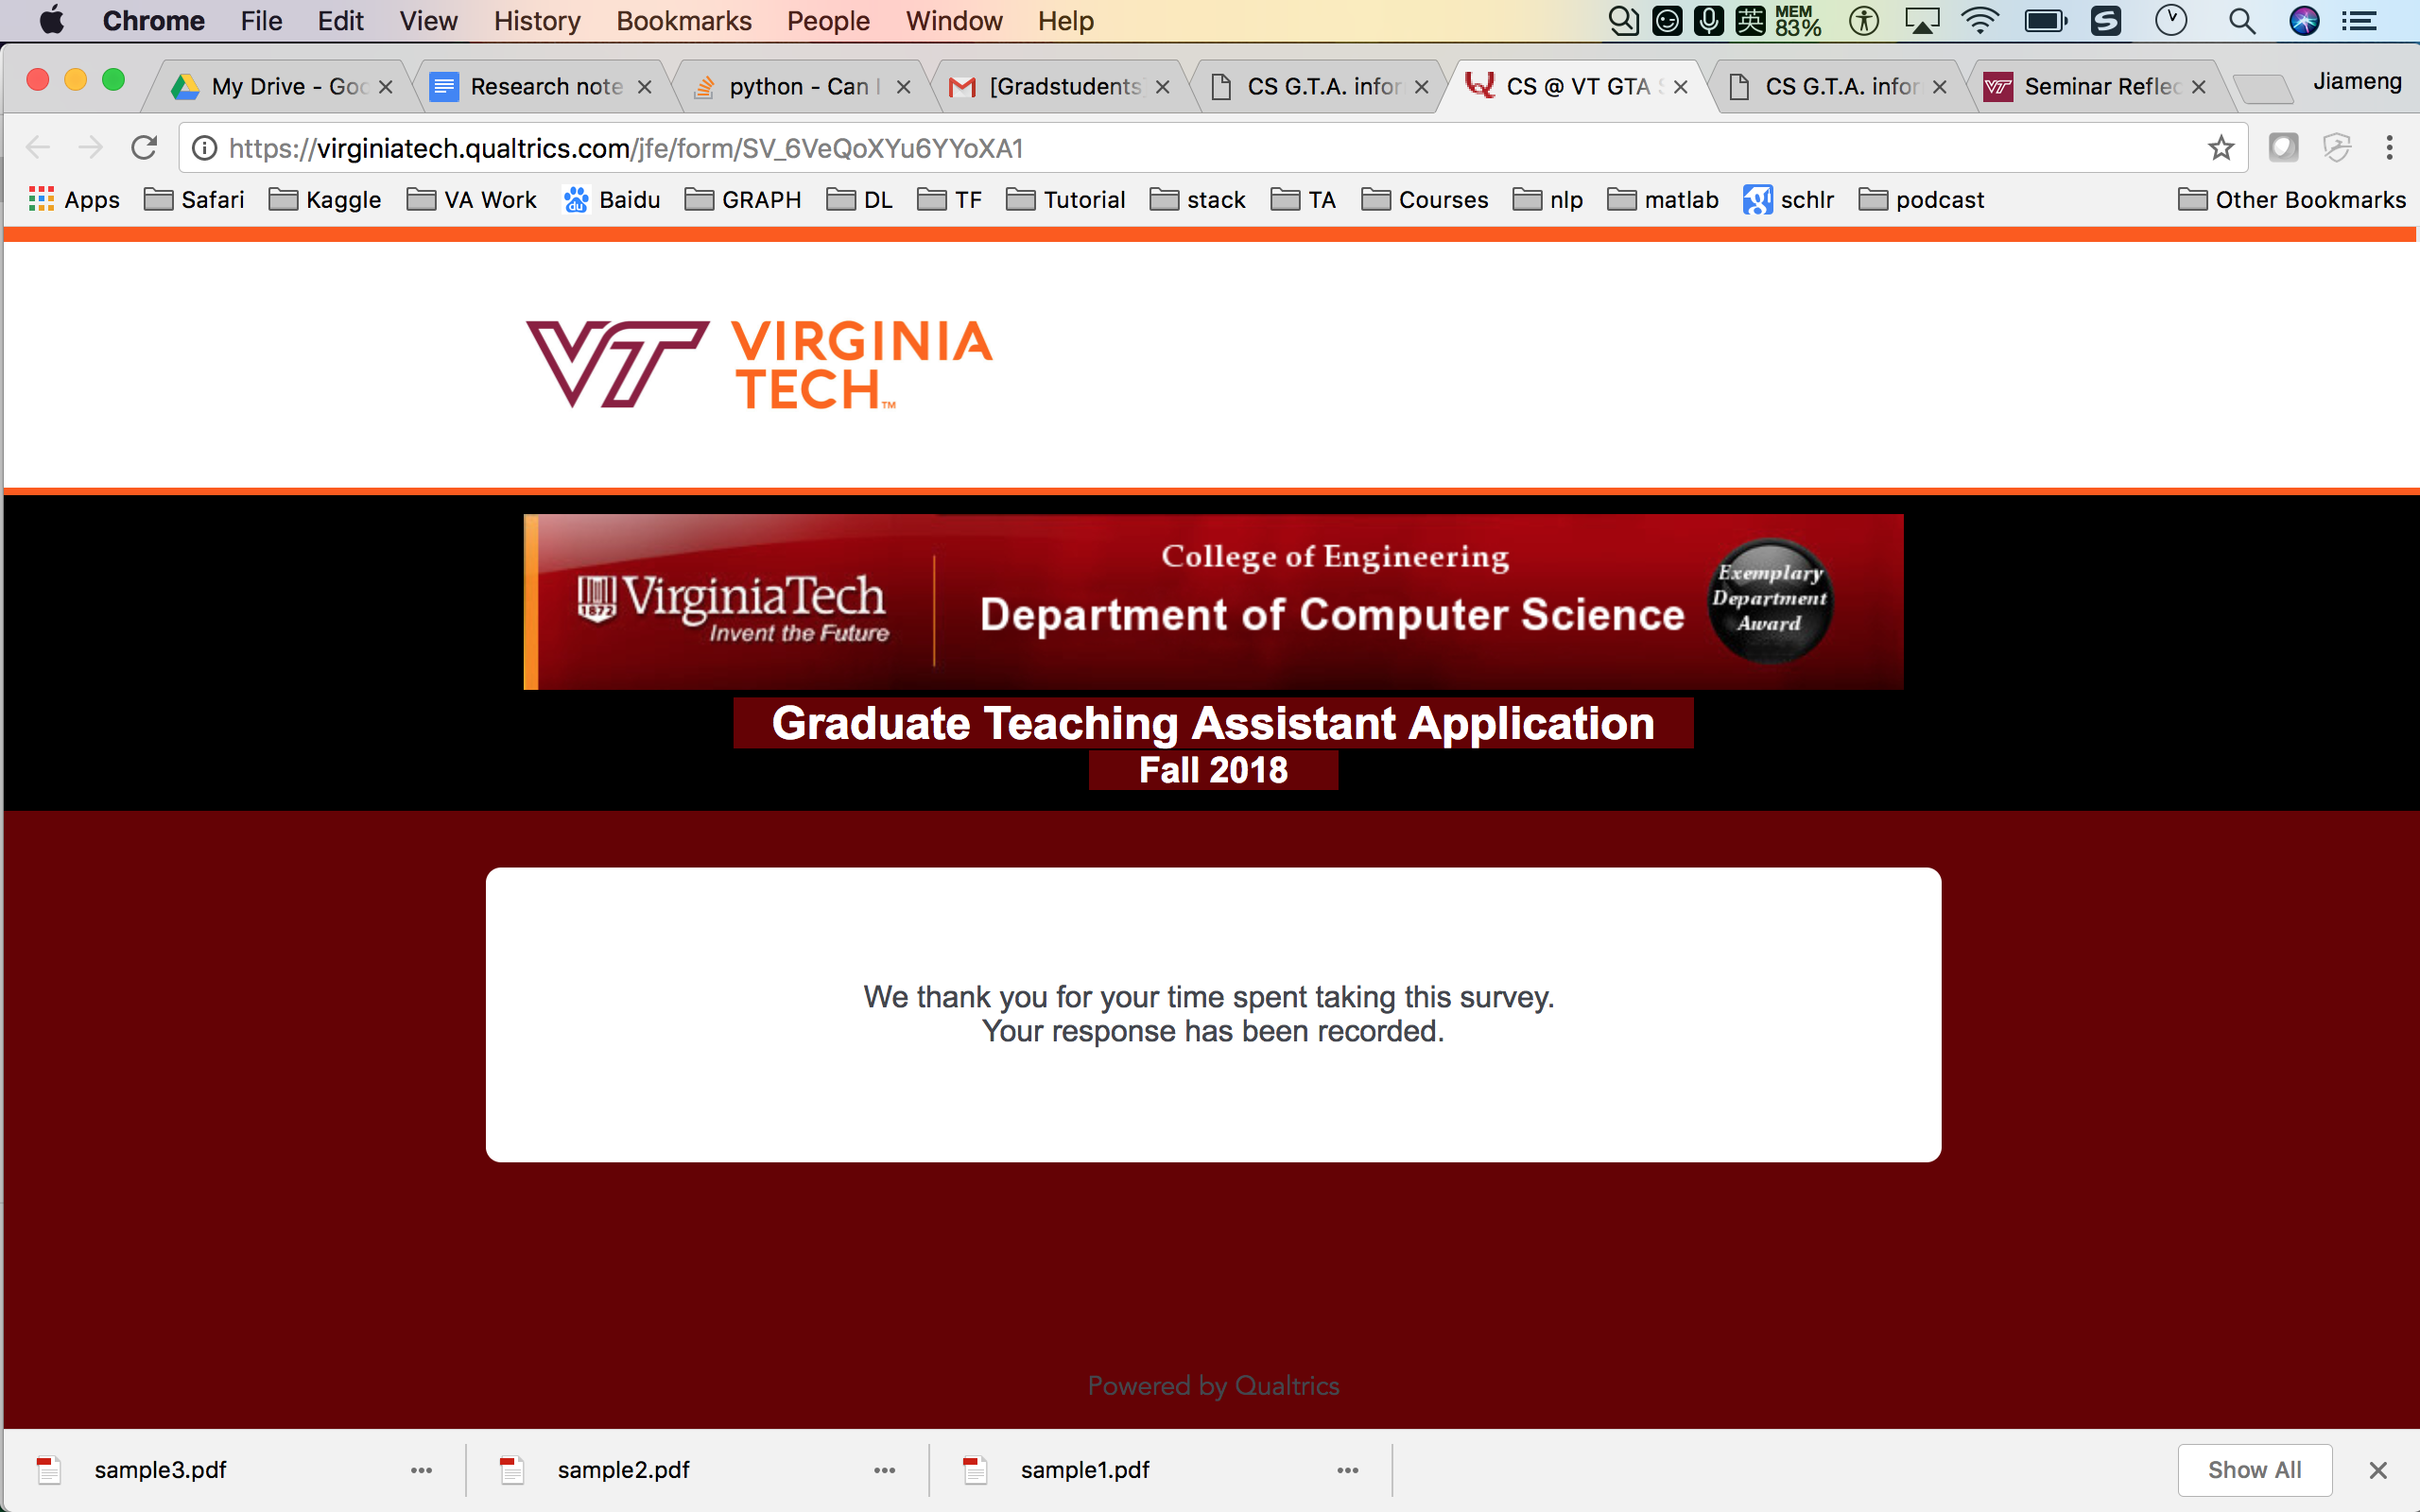 Chrome File Edit View History Bookmarks People Window Help 英 MEM 83%
My Drive - Goo Research note python - Can I [Gradstudents CS G.T.A. infor CS @ VT GTA S CS G.T.A. infor Seminar Reflec Jiameng
https://virginiatech.qualtrics.com/jfe/form/SV_6VeQoXYu6YYoXA1
Apps Safari Kaggle VA Work Baidu GRAPH DL TF Tutorial stack TA Courses nlp matlab schlr podcast Other Bookmarks
VT VIRGINIA
TECH™
College of Engineering
1872 VirginiaTech
Invent the Future
Department of Computer Science
Exemplary
Department
Award
Graduate Teaching Assistant Application
Fall 2018
We thank you for your time spent taking this survey.
Your response has been recorded.
Powered by Qualtrics
sample3.pdf sample2.pdf sample1.pdf Show All